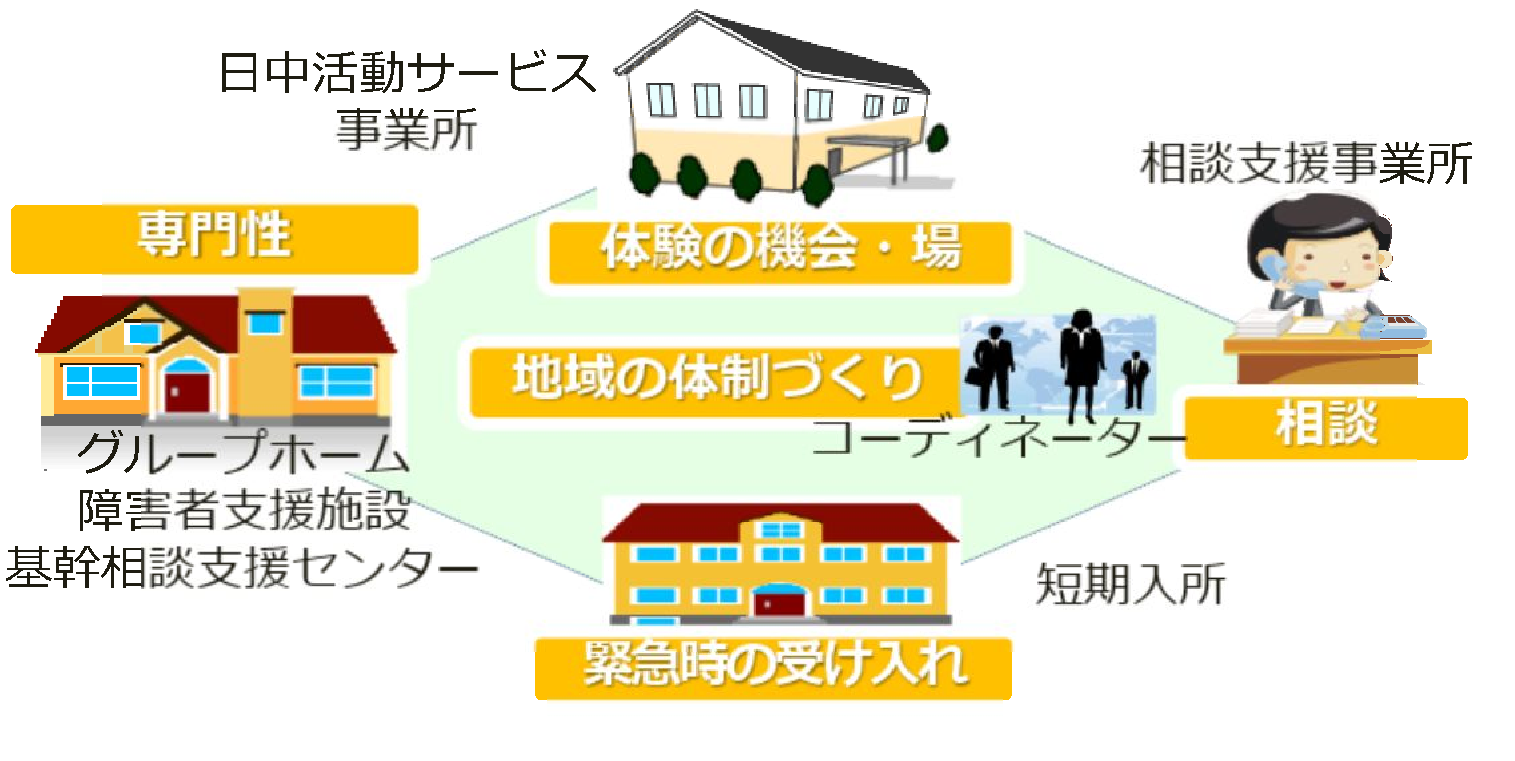 日中活動サービス
事業所
相談支援事業所
専門性
体験の機会・場
地域の体制づくり
コーディネーター
相談
グループホーム
障害者支援施設
基幹相談支援センター
短期入所
緊急時の受け入れ